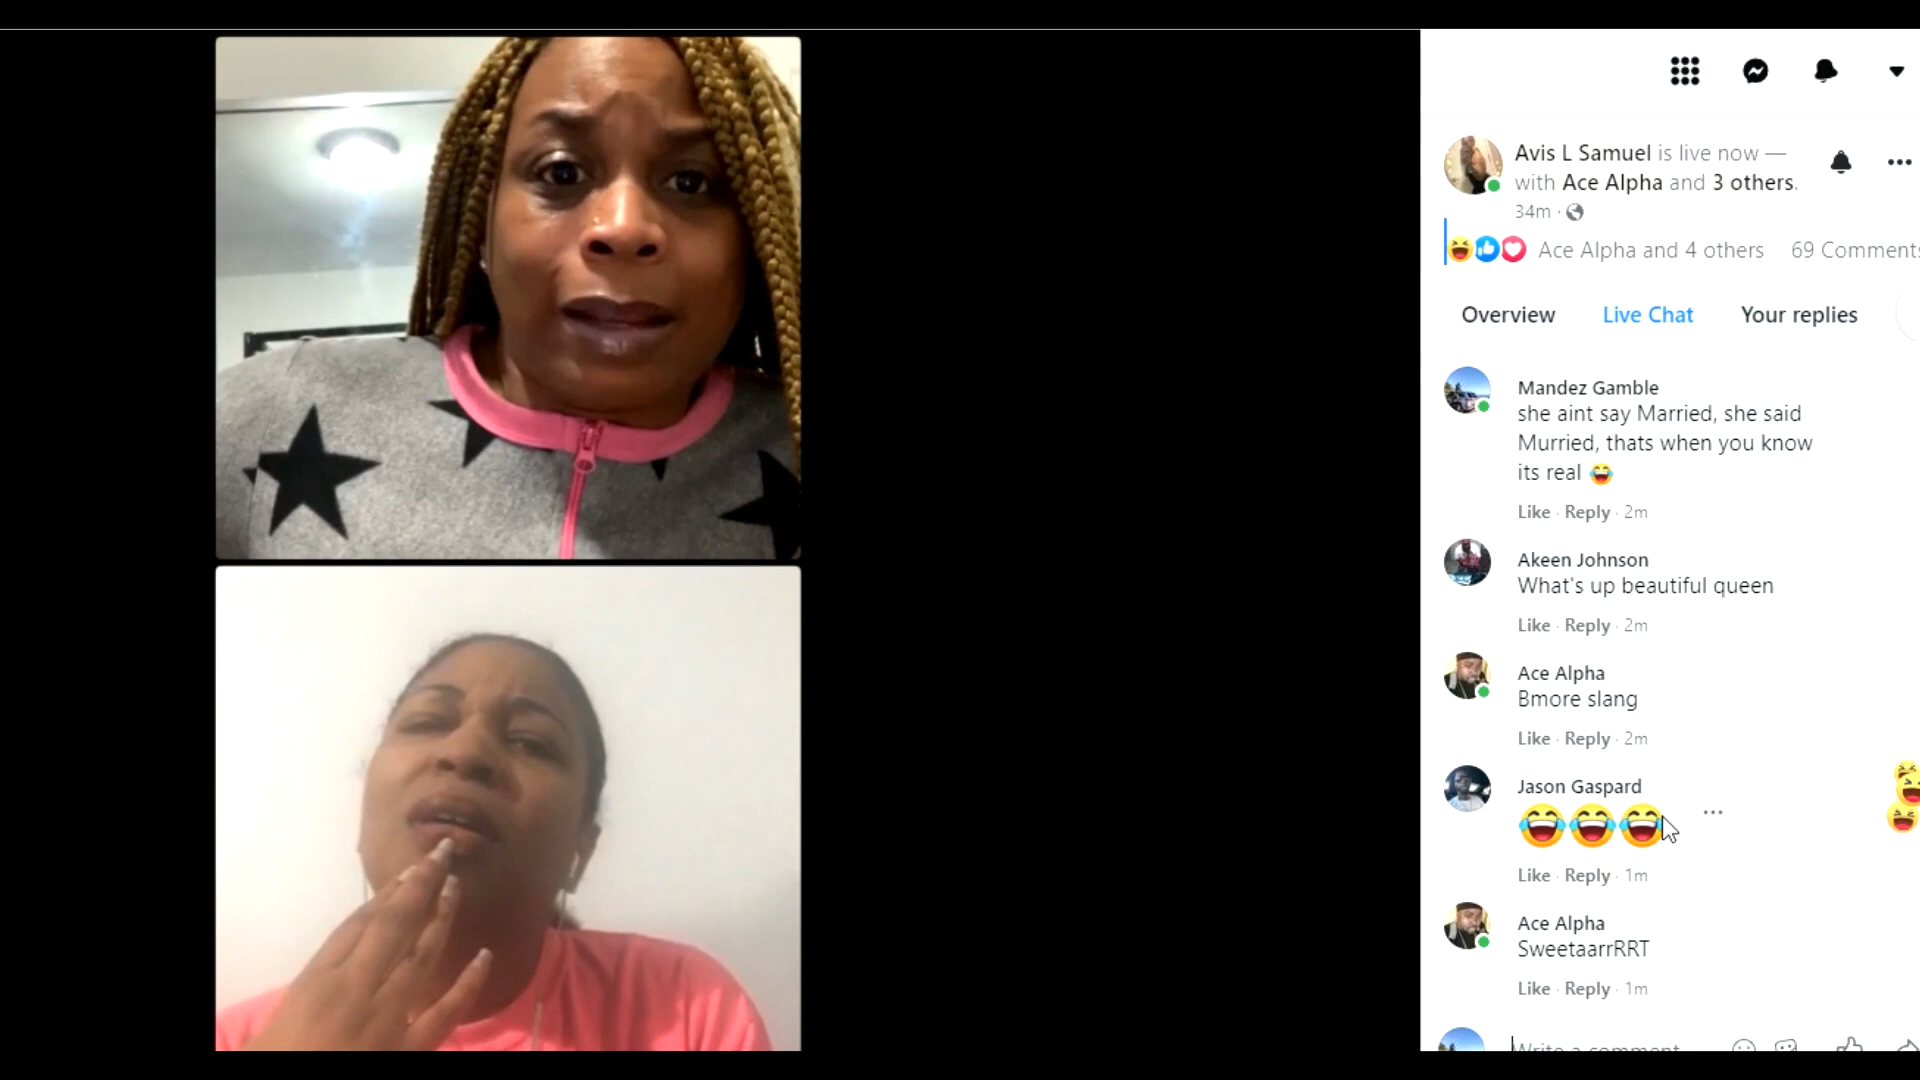 Avis L Samuel is live now —
with Ace Alpha and 3 others.
34m ·
Ace Alpha and 4 others 69 Comments
Overview Live Chat Your replies
Mandez Gamble
she aint say Married, she said
Murried, thats when you know
its real 😂
Like · Reply · 2m
Akeen Johnson
What's up beautiful queen
Like · Reply · 2m
Ace Alpha
Bmore slang
Like · Reply · 2m
Jason Gaspard
😂😂😂
Like · Reply · 1m
Ace Alpha
SweetaarrRRT
Like · Reply · 1m
Write a comment